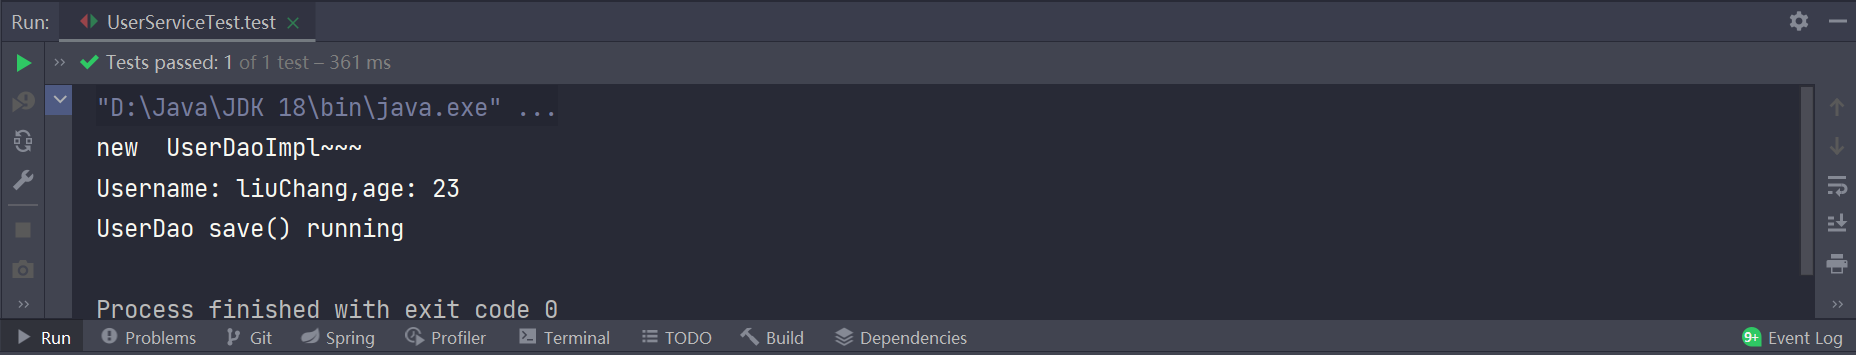 Run: UserServiceTest.test
Tests passed: 1 of 1 test – 361 ms
"D:\Java\JDK 18\bin\java.exe" ...
new  UserDaoImpl~~~
Username: liuChang,age: 23
UserDao save() running
Process finished with exit code 0
Run Problems Git Spring Profiler Terminal TODO Build Dependencies 9+ Event Log